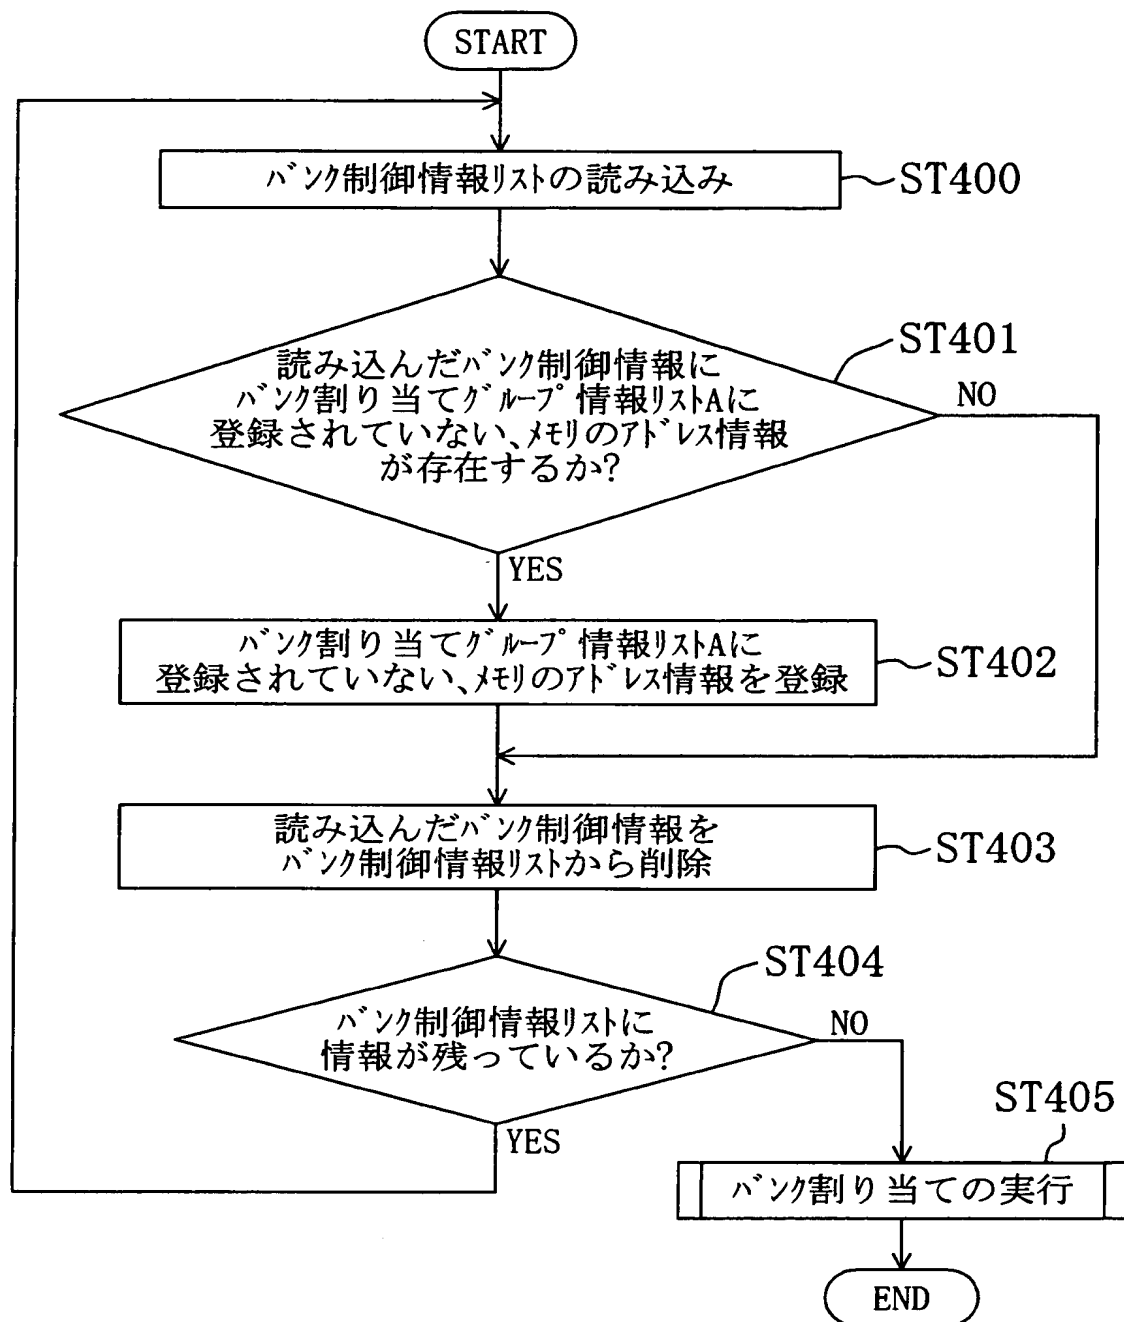 START
バンク制御情報リストの読み込み
ST400
読み込んだバンク制御情報に
バンク割り当てグループ情報リストAに
登録されていない、メモリのアドレス情報
が存在するか?
ST401
NO
YES
バンク割り当てグループ情報リストAに
登録されていない、メモリのアドレス情報を登録
ST402
読み込んだバンク制御情報を
バンク制御情報リストから削除
ST403
バンク制御情報リストに
情報が残っているか?
ST404
NO
YES
ST405
バンク割り当ての実行
END